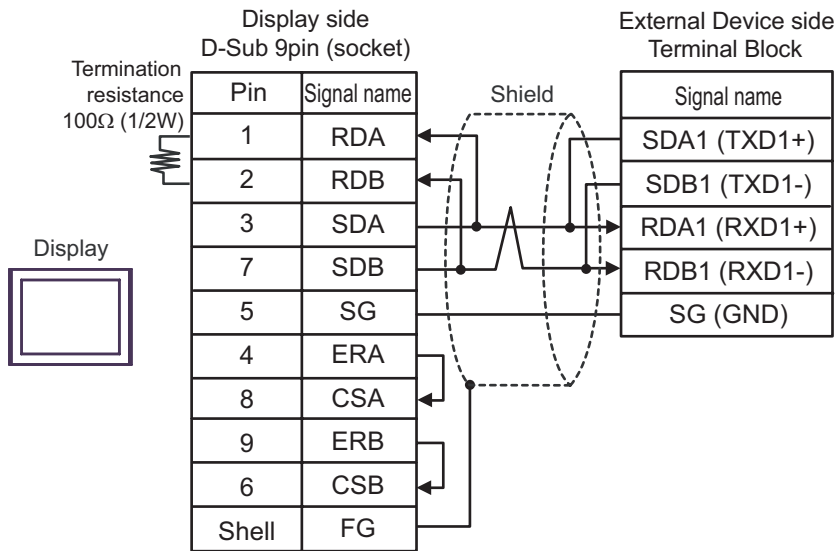 Display side
D-Sub 9pin (socket)
External Device side
Terminal Block
Termination
resistance
100Ω (1/2W)
Pin Signal name
Shield
Signal name
1 RDA
SDA1 (TXD1+)
2 RDB
SDB1 (TXD1-)
3 SDA
RDA1 (RXD1+)
Display
7 SDB
RDB1 (RXD1-)
5 SG
SG (GND)
4 ERA
8 CSA
9 ERB
6 CSB
Shell FG